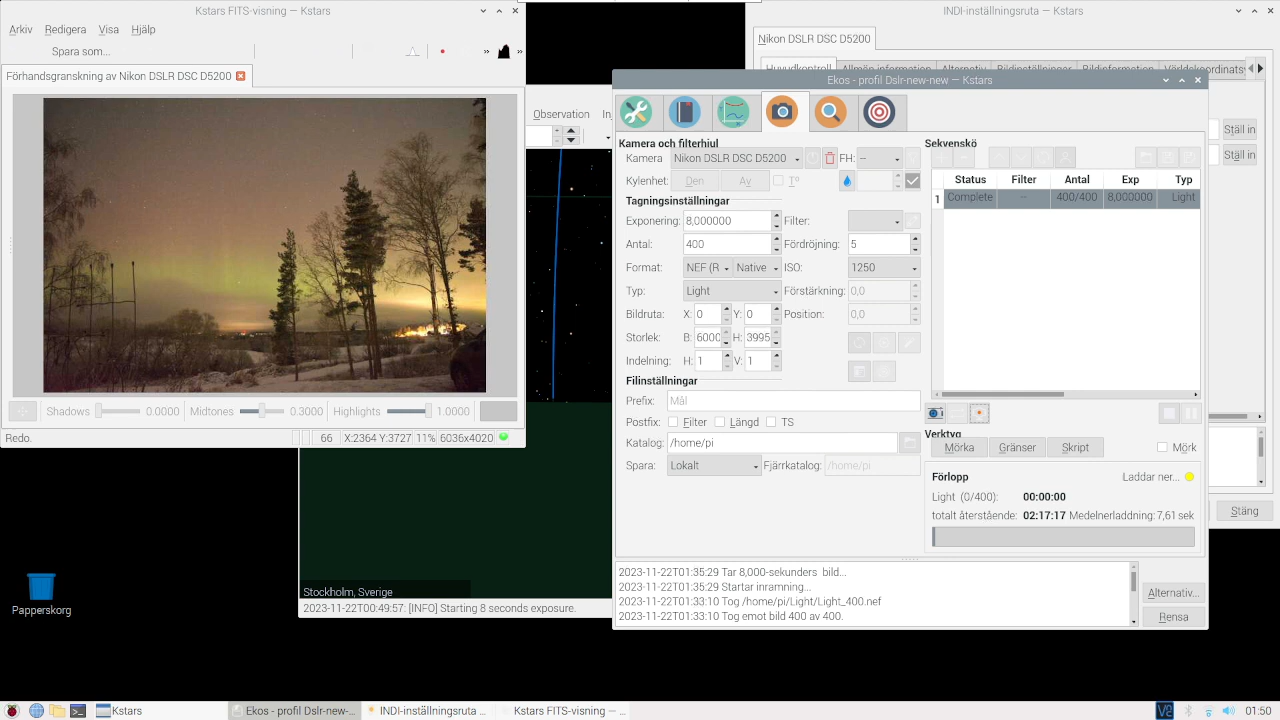 Kstars FITS-visning — Kstars
Arkiv Redigera Visa Hjälp
Spara som...
Förhandsgranskning av Nikon DSLR DSC D5200
Shadows 0.0000 Midtones 0.3000 Highlights 1.0000
Redo. 66 X:2364 Y:3727 11% 6036x4020
Observation
Stockholm, Sverige
2023-11-22T00:49:57: [INFO] Starting 8 seconds exposure.
Papperskorg
INDI-inställningsruta — Kstars
Nikon DSLR DSC D5200
Huvudkontroll Allmän information Alternativ Bildinställningar Bildinformation Världskoordinats
Ställ in
Ställ in
Stäng
Ekos - profil Dslr-new-new — Kstars
Kamera och filterhjul
Kamera Nikon DSLR DSC D5200 FH: --
Kylenhet: Den Av T°
Tagningsinställningar
Exponering: 8,000000 Filter:
Antal: 400 Fördröjning: 5
Format: NEF (R Native ISO: 1250
Typ: Light Förstärkning: 0,0
Bildruta: X: 0 Y: 0 Position: 0,0
Storlek: B: 6000 H: 3995
Indelning: H: 1 V: 1
Filinställningar
Prefix: Mål
Postfix: Filter Längd TS
Katalog: /home/pi
Spara: Lokalt Fjärrkatalog: /home/pi
Sekvenskö
Status Filter Antal Exp Typ
1 Complete -- 400/400 8,000000 Light
Verktyg
Mörka Gränser Skript Mörk
Förlopp Laddar ner...
Light (0/400): 00:00:00
totalt återstående: 02:17:17 Medelnerladdning: 7,61 sek
2023-11-22T01:35:29 Tar 8,000-sekunders bild...
2023-11-22T01:35:29 Startar inramning...
2023-11-22T01:33:10 Tog /home/pi/Light/Light_400.nef
2023-11-22T01:33:10 Tog emot bild 400 av 400.
Alternativ...
Rensa
Kstars Ekos - profil Dslr-new-... INDI-inställningsruta ... Kstars FITS-visning — ... 01:50